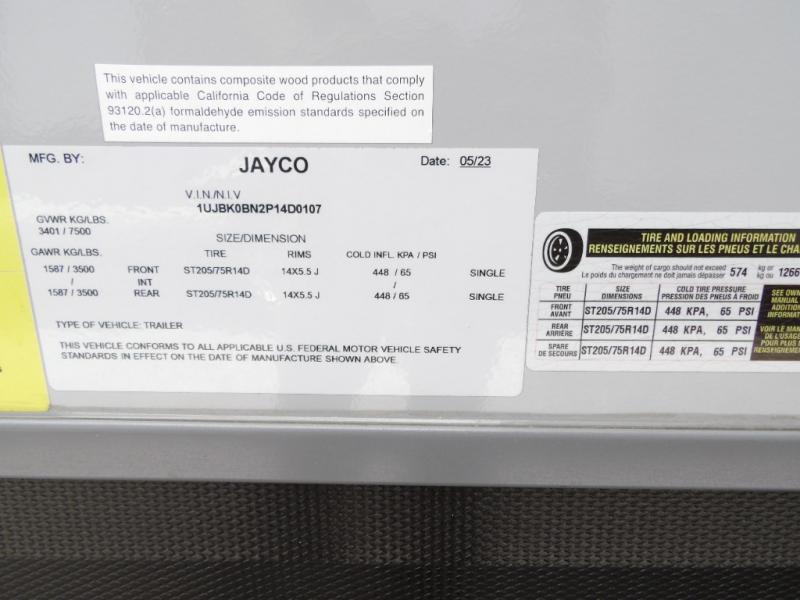 This vehicle contains composite wood products that comply
with applicable California Code of Regulations Section
93120.2(a) formaldehyde emission standards specified on
the date of manufacture.
MFG. BY: JAYCO Date: 05/23
V.I.N./N.I.V
1UJBK0BN2P14D0107
GVWR KG/LBS.
3401 / 7500
SIZE/DIMENSION
GAWR KG/LBS. TIRE RIMS COLD INFL. KPA / PSI
1587 / 3500 FRONT ST205/75R14D 14X5.5 J 448 / 65 SINGLE
/ INT /
1587 / 3500 REAR ST205/75R14D 14X5.5 J 448 / 65 SINGLE
TYPE OF VEHICLE: TRAILER
THIS VEHICLE CONFORMS TO ALL APPLICABLE U.S. FEDERAL MOTOR VEHICLE SAFETY
STANDARDS IN EFFECT ON THE DATE OF MANUFACTURE SHOWN ABOVE
TIRE AND LOADING INFORMATION
RENSEIGNEMENTS SUR LES PNEUS ET LE
The weight of cargo should not exceed 574 kg or 1266
Le poids du chargement ne doit jamais dépasser kg ou
TIRE SIZE COLD TIRE PRESSURE
PNEU DIMENSIONS PRESSION DES PNEUS À FROID
FRONT ST205/75R14D 448 KPA, 65 PSI
AVANT
REAR ST205/75R14D 448 KPA, 65 PSI
ARRIÈRE
SPARE ST205/75R14D 448 KPA, 65 PSI
DE SECOURS
SEE
MANUAL
VOIR LE
DE
POUR PLUS